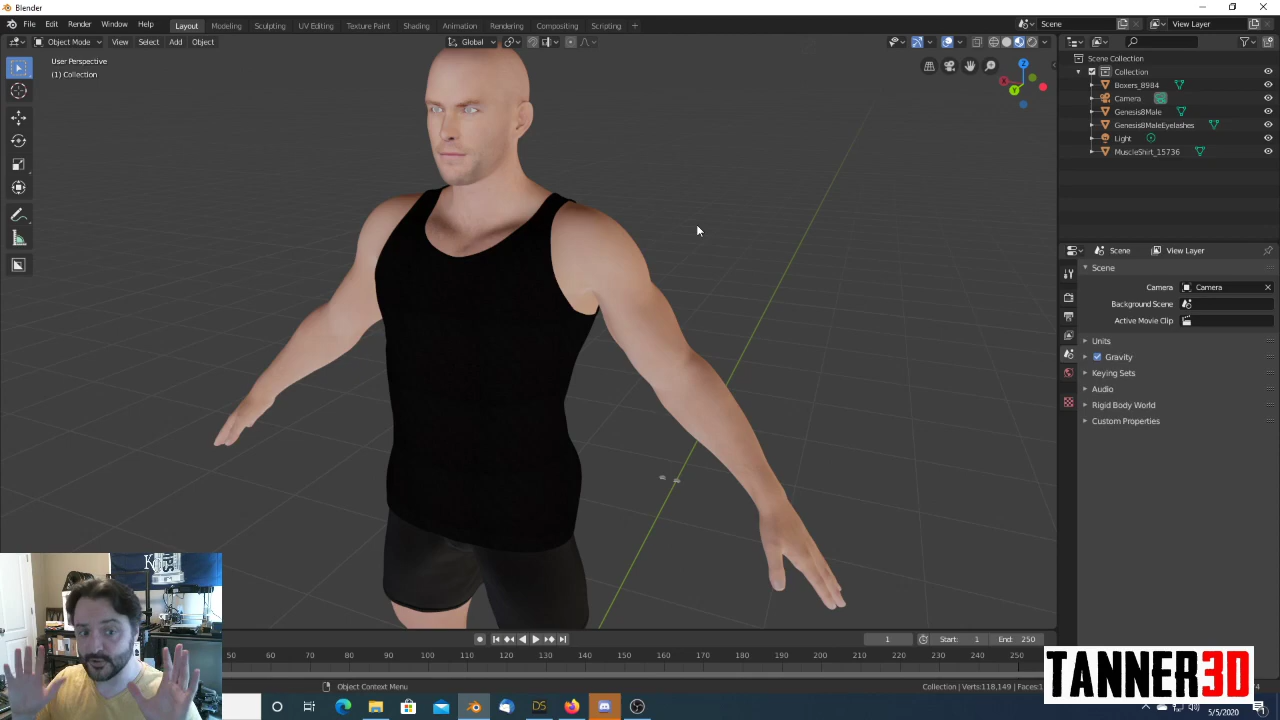 Blender
File Edit Render Window Help
Layout Modeling Sculpting UV Editing Texture Paint Shading Animation Rendering Compositing Scripting +
Scene
View Layer
Object Mode View Select Add Object
Global
User Perspective
(1) Collection
Z
X
Y
Scene Collection
Collection
Boxers_8984
Camera
Genesis8Male
Genesis8MaleEyelashes
Light
MuscleShirt_15736
Scene View Layer
Scene
Camera Camera
Background Scene
Active Movie Clip
Units
Gravity
Keying Sets
Audio
Rigid Body World
Custom Properties
1 Start: 1 End: 250
50 60 70 80 90 100 110 120 130 140 150 160 170 180 190 200 210 220 230 240 250
Object Context Menu
Collection | Verts:118,149 | Faces:1
TANNER3D
DS
5/5/2020